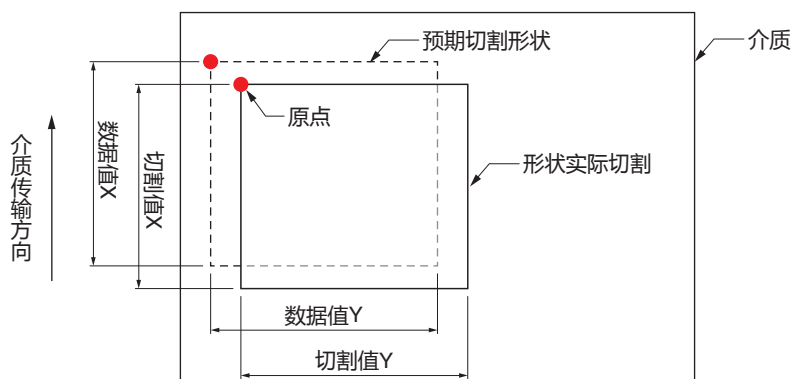 预期切割形状
介质
原点
介质传输方向
数据值X
切割值X
形状实际切割
数据值Y
切割值Y